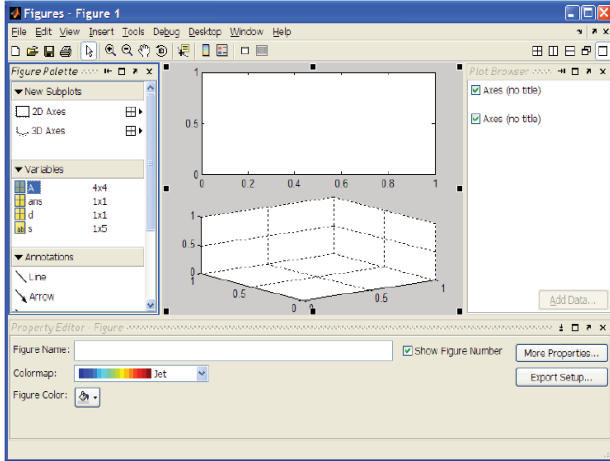 Figures - Figure 1
File Edit View Insert Tools Debug Desktop Window Help
Figure Palette
New Subplots
2D Axes
3D Axes
Variables
A 4x4
ans 1x1
d 1x1
ab s 1x5
Annotations
Line
Arrow
1
0.5
0
0 0.2 0.4 0.6 0.8 1
1
0.5
0
1
0.5
0 0
0.5
1
Plot Browser
Axes (no title)
Axes (no title)
Add Data...
Property Editor - Figure
Figure Name:
Show Figure Number
More Properties...
Colormap: Jet
Export Setup...
Figure Color: